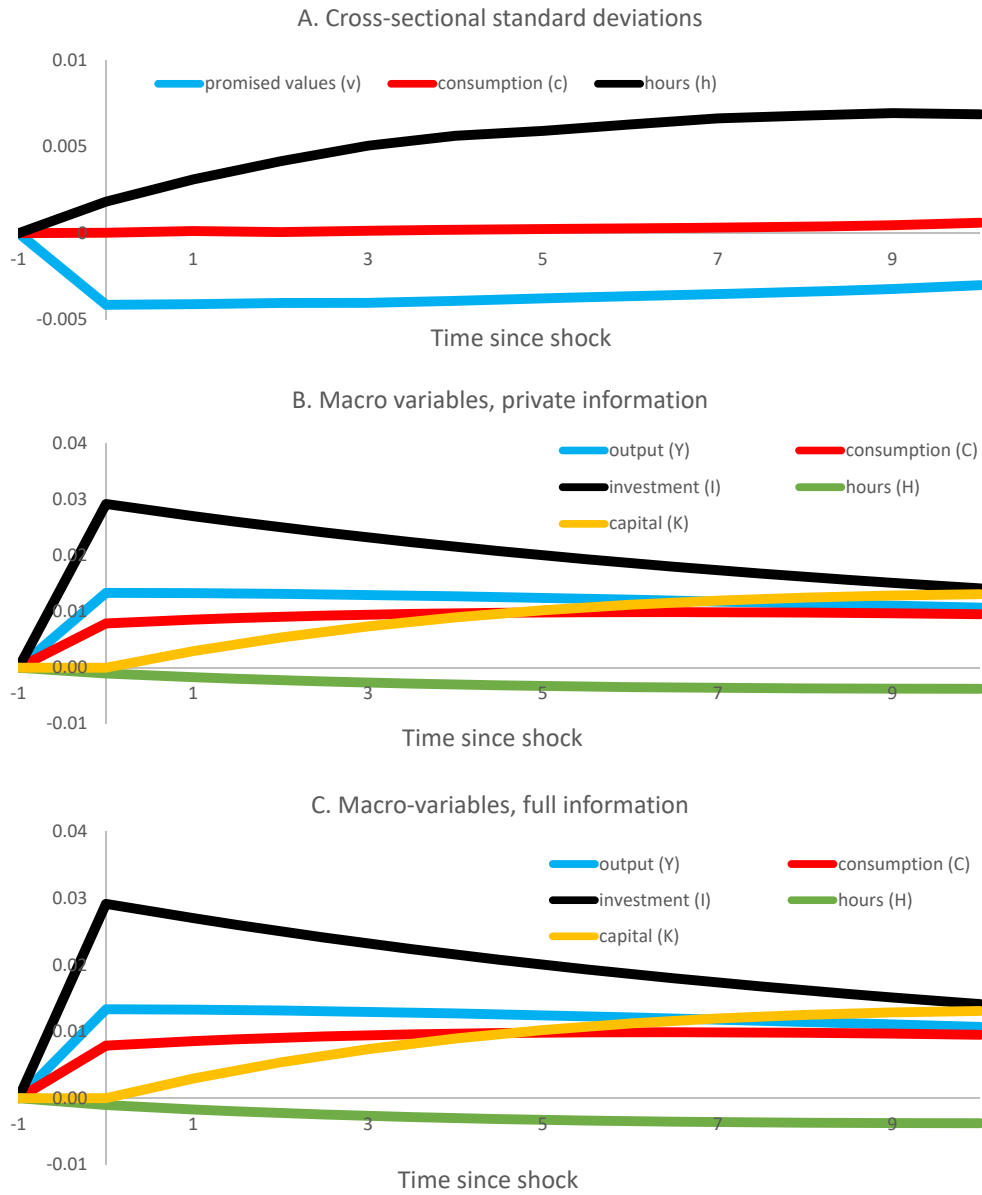 A. Cross-sectional standard deviations
0.01
promised values (v) consumption (c) hours (h)
0.005
0
-1 1 3 5 7 9
-0.005
Time since shock
B. Macro variables, private information
0.04
output (Y) consumption (C)
0.03
investment (I) hours (H)
capital (K)
0.02
0.01
0.00
-1 1 3 5 7 9
-0.01
Time since shock
C. Macro-variables, full information
0.04
output (Y) consumption (C)
0.03
investment (I) hours (H)
capital (K)
0.02
0.01
0.00
-1 1 3 5 7 9
-0.01
Time since shock